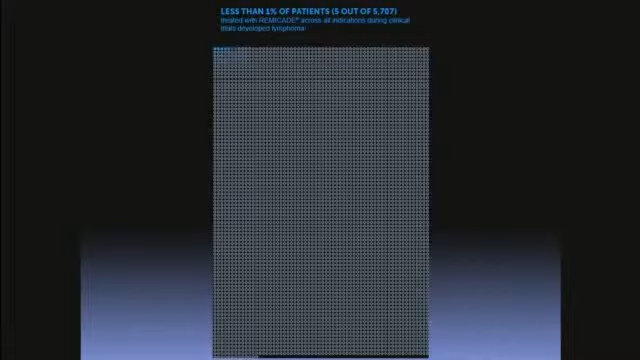 LESS THAN 1% OF PATIENTS (5 OUT OF 5,707)
treated with REMICADE® across all indications during clinical
trials developed lymphoma